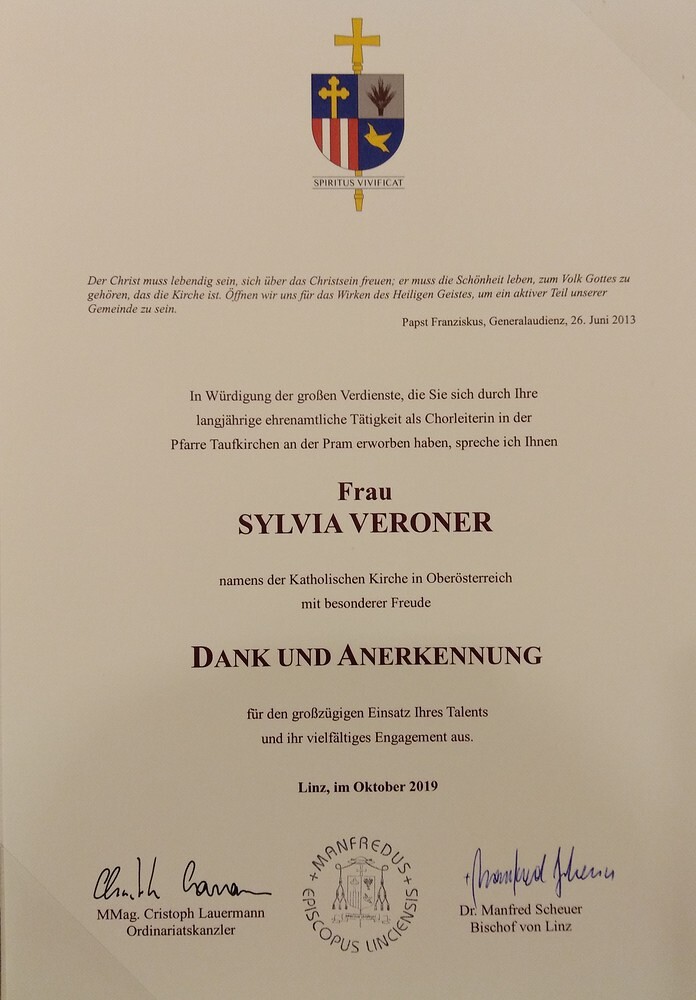 SPIRITUS VIVIFICAT
Der Christ muss lebendig sein, sich über das Christsein freuen; er muss die Schönheit leben, zum Volk Gottes zu
gehören, das die Kirche ist. Öffnen wir uns für das Wirken des Heiligen Geistes, um ein aktiver Teil unserer
Gemeinde zu sein.
Papst Franziskus, Generalaudienz, 26. Juni 2013
In Würdigung der großen Verdienste, die Sie sich durch Ihre
langjährige ehrenamtliche Tätigkeit als Chorleiterin in der
Pfarre Taufkirchen an der Pram erworben haben, spreche ich Ihnen
Frau
SYLVIA VERONER
namens der Katholischen Kirche in Oberösterreich
mit besonderer Freude
DANK UND ANERKENNUNG
für den großzügigen Einsatz Ihres Talents
und ihr vielfältiges Engagement aus.
Linz, im Oktober 2019
MMag. Cristoph Lauermann
Ordinariatskanzler
+MANFREDUS+
EPISCOPUS LINCIENSIS
+Manfred Scheuer
Dr. Manfred Scheuer
Bischof von Linz